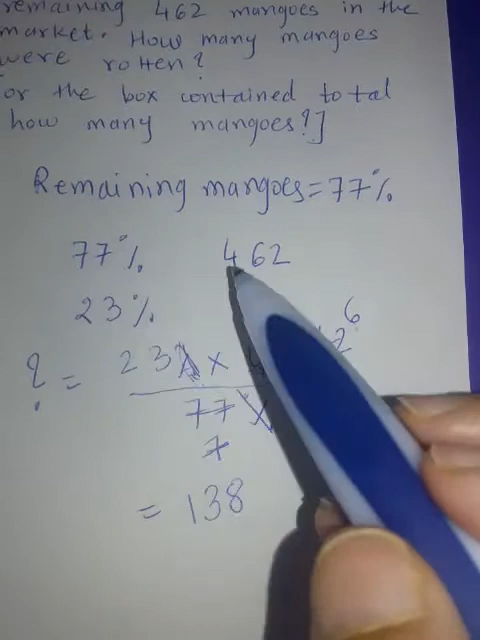 remaining 462 mangoes in the
market. How many mangoes
were rotten?
or the box contained total
how many mangoes?]
Remaining mangoes = 77%
77% 462
23%
6
? = 23% ×
77 %
7
= 138